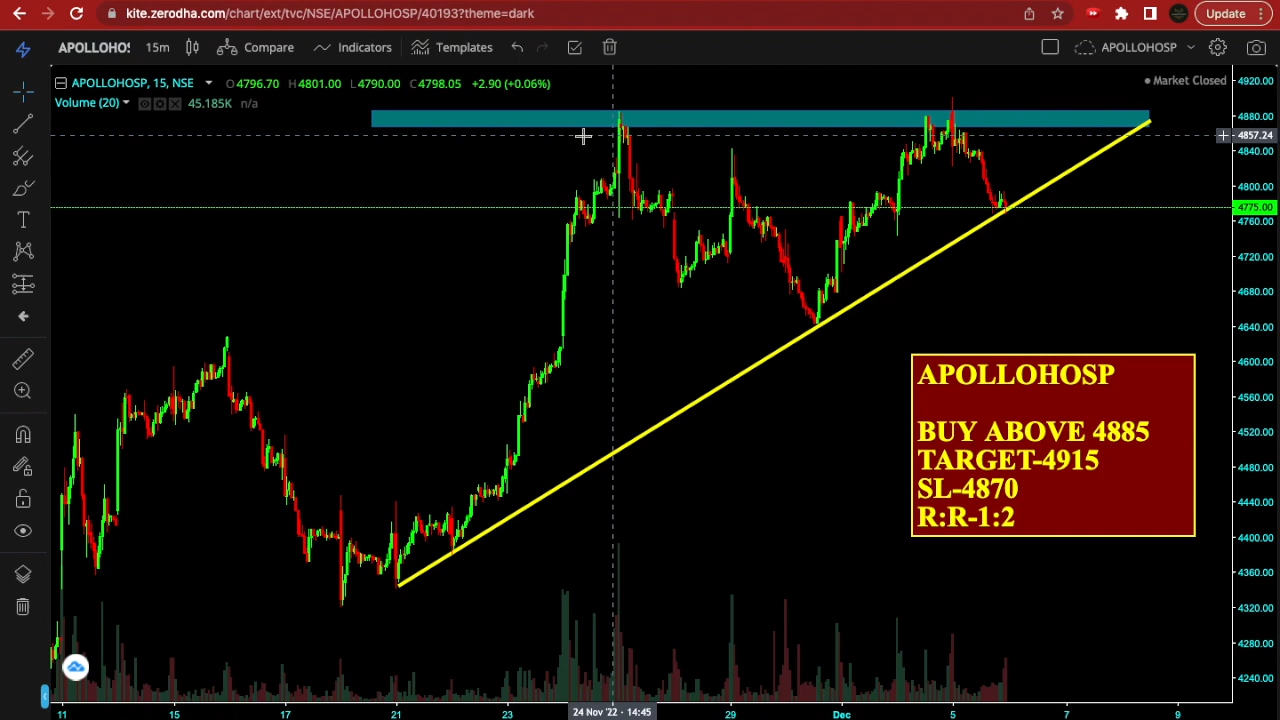 kite.zerodha.com/chart/ext/tvc/NSE/APOLLOHOSP/40193?theme=dark
Update
APOLLOHOS
15m
Compare
Indicators
Templates
APOLLOHOSP
APOLLOHOSP, 15, NSE
O4796.70 H4801.00 L4790.00 C4798.05 +2.90 (+0.06%)
Market Closed
Volume (20)
45.185K n/a
4920.00
4880.00
4857.24
4840.00
4800.00
4775.00
4760.00
4720.00
4680.00
4640.00
4600.00
4560.00
4520.00
4480.00
4440.00
4400.00
4360.00
4320.00
4280.00
4240.00
APOLLOHOSP
BUY ABOVE 4885
TARGET-4915
SL-4870
R:R-1:2
11 15 17 21 23 24 Nov '22 - 14:45 29 Dec 5 7 9